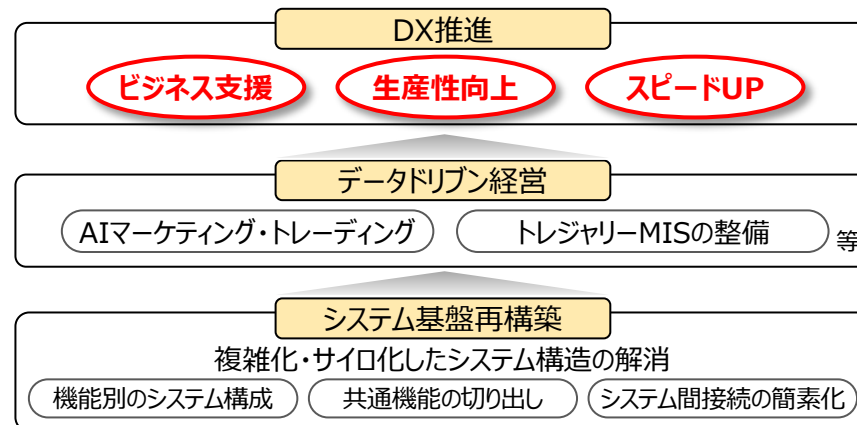 DX推進
ビジネス支援 生産性向上 スピードUP
データドリブン経営
AIマーケティング・トレーディング トレジャリーMISの整備 等
システム基盤再構築
複雑化・サイロ化したシステム構造の解消
機能別のシステム構成 共通機能の切り出し システム間接続の簡素化